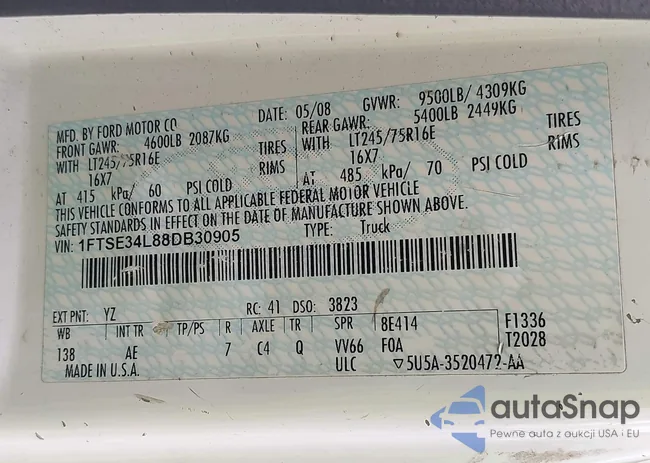 MFD. BY FORD MOTOR CO
DATE: 05/08 GVWR: 9500LB/ 4309KG
FRONT GAWR: 4600LB 2087KG REAR GAWR: 5400LB 2449KG
WITH LT245/75R16E TIRES WITH LT245/75R16E TIRES
16X7 RIMS 16X7 RIMS
AT 415 kPa/ 60 PSI COLD AT 485 kPa/ 70 PSI COLD
THIS VEHICLE CONFORMS TO ALL APPLICABLE FEDERAL MOTOR VEHICLE
SAFETY STANDARDS IN EFFECT ON THE DATE OF MANUFACTURE SHOWN ABOVE.
VIN: 1FTSE34L88DB30905 TYPE: Truck
EXT PNT: YZ RC: 41 DSO: 3823
WB INT TR TP/PS R AXLE TR SPR 8E414 F1336
138 AE 7 C4 Q VV66 FOA T2028
MADE IN U.S.A. ULC ▽5U5A-3520472-AA
autaSnap
Pewne auta z aukcji USA i EU